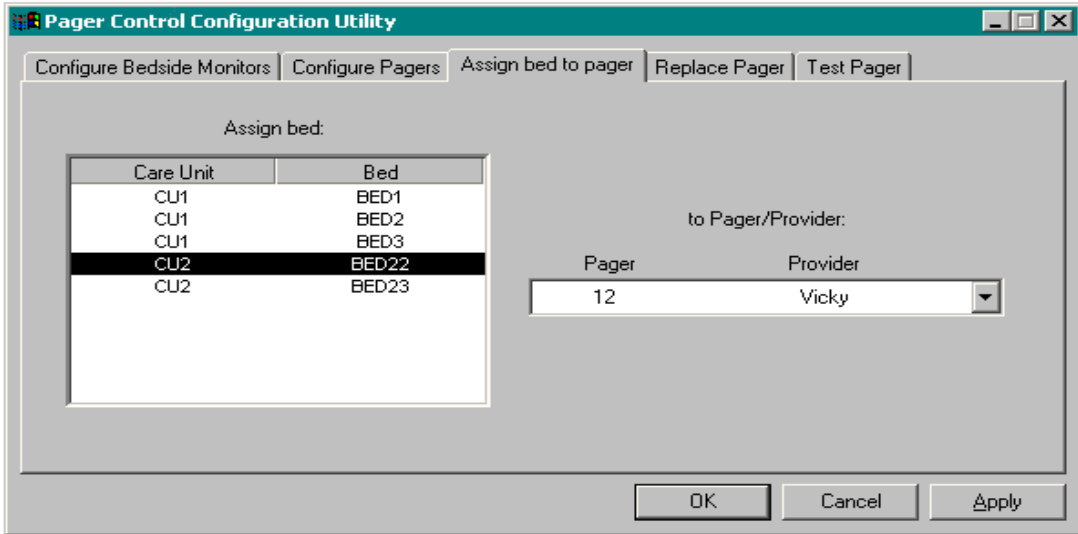 Pager Control Configuration Utility
Configure Bedside Monitors Configure Pagers Assign bed to pager Replace Pager Test Pager
Assign bed:
Care Unit Bed
CU1 BED1
CU1 BED2
CU1 BED3
CU2 BED22
CU2 BED23
to Pager/Provider:
Pager Provider
12 Vicky
OK Cancel Apply